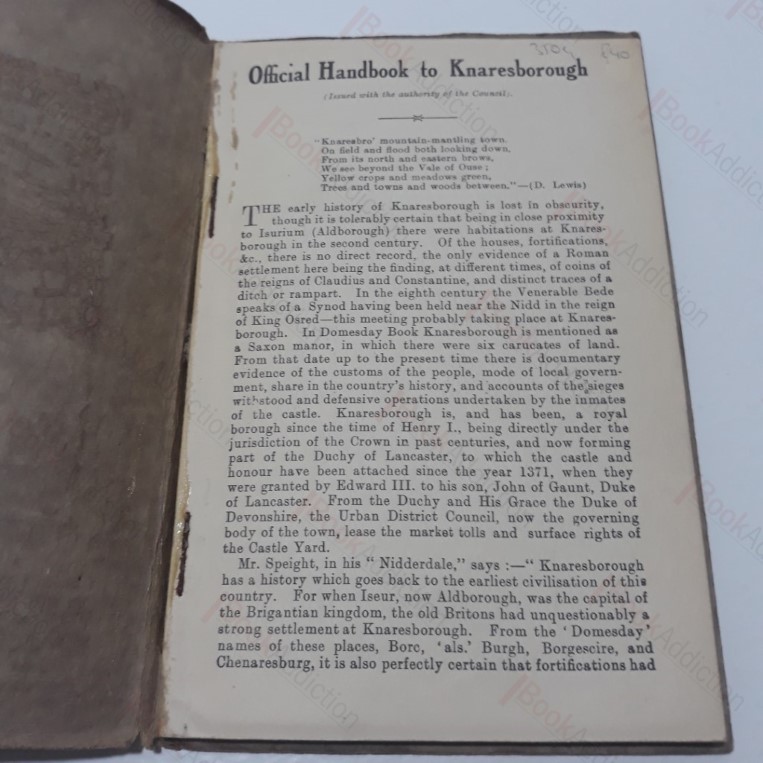 350g £40
Official Handbook to Knaresborough
(Issued with the authority of the Council).
"Knaresbro' mountain-mantling town.
On field and flood both looking down,
From its north and eastern brows,
We see beyond the Vale of Ouse;
Yellow crops and meadows green,
Trees and towns and woods between."—(D. Lewis)
THE early history of Knaresborough is lost in obscurity,
though it is tolerably certain that being in close proximity
to Isurium (Aldborough) there were habitations at Knares-
borough in the second century. Of the houses, fortifications,
&c., there is no direct record, the only evidence of a Roman
settlement here being the finding, at different times, of coins of
the reigns of Claudius and Constantine, and distinct traces of a
ditch or rampart. In the eighth century the Venerable Bede
speaks of a Synod having been held near the Nidd in the reign
of King Osred—this meeting probably taking place at Knares-
borough. In Domesday Book Knaresborough is mentioned as
a Saxon manor, in which there were six carucates of land.
From that date up to the present time there is documentary
evidence of the customs of the people, mode of local govern-
ment, share in the country's history, and accounts of the sieges
withstood and defensive operations undertaken by the inmates
of the castle. Knaresborough is, and has been, a royal
borough since the time of Henry I., being directly under the
jurisdiction of the Crown in past centuries, and now forming
part of the Duchy of Lancaster, to which the castle and
honour have been attached since the year 1371, when they
were granted by Edward III. to his son, John of Gaunt, Duke
of Lancaster. From the Duchy and His Grace the Duke of
Devonshire, the Urban District Council, now the governing
body of the town, lease the market tolls and surface rights of
the Castle Yard.
Mr. Speight, in his "Nidderdale," says :—"Knaresborough
has a history which goes back to the earliest civilisation of this
country. For when Iseur, now Aldborough, was the capital of
the Brigantian kingdom, the old Britons had unquestionably a
strong settlement at Knaresborough. From the 'Domesday'
names of these places, Borc, 'als.' Burgh, Borgescire, and
Chenaresburg, it is also perfectly certain that fortifications had
BookAddiction